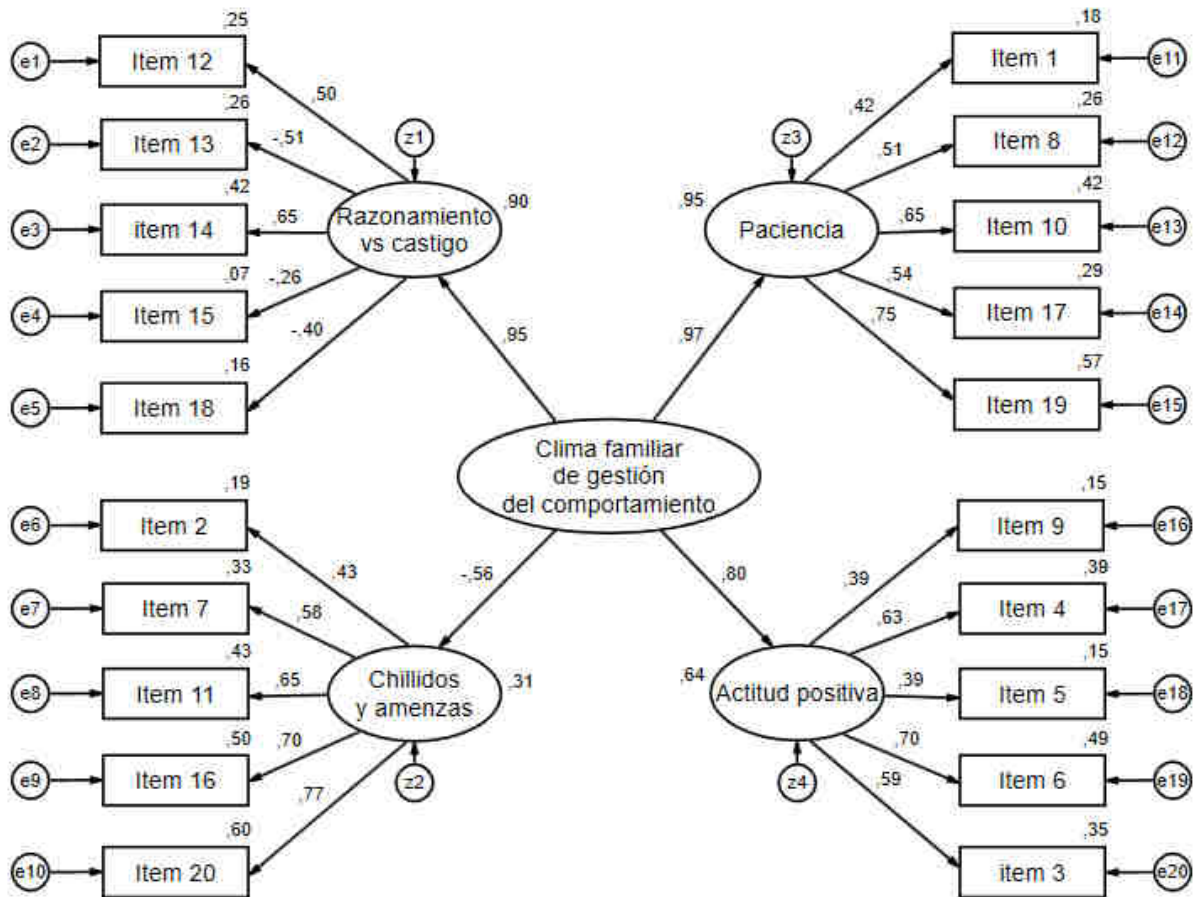 ,25
e1
Item 12
,50
,26
e2
Item 13
-,51
z1
,42
e3
item 14
,65
Razonamiento
vs castigo
,90
,07
e4
Item 15
-,26
,16
e5
Item 18
-,40
,95
,18
Item 1
e11
,42
,26
Item 8
e12
,51
z3
,42
Item 10
e13
,65
,95
Paciencia
,29
Item 17
e14
,54
,57
Item 19
e15
,75
,97
Clima familiar
de gestión
del comportamiento
,19
e6
Item 2
,43
-,56
,33
e7
Item 7
,58
,43
e8
Item 11
,65
Chillidos
y amenzas
,31
,50
e9
Item 16
,70
z2
,60
e10
Item 20
,77
,15
Item 9
e16
,39
,80
,39
Item 4
e17
,63
,15
Item 5
e18
,39
,64
Actitud positiva
,49
Item 6
e19
,70
z4
,35
item 3
e20
,59